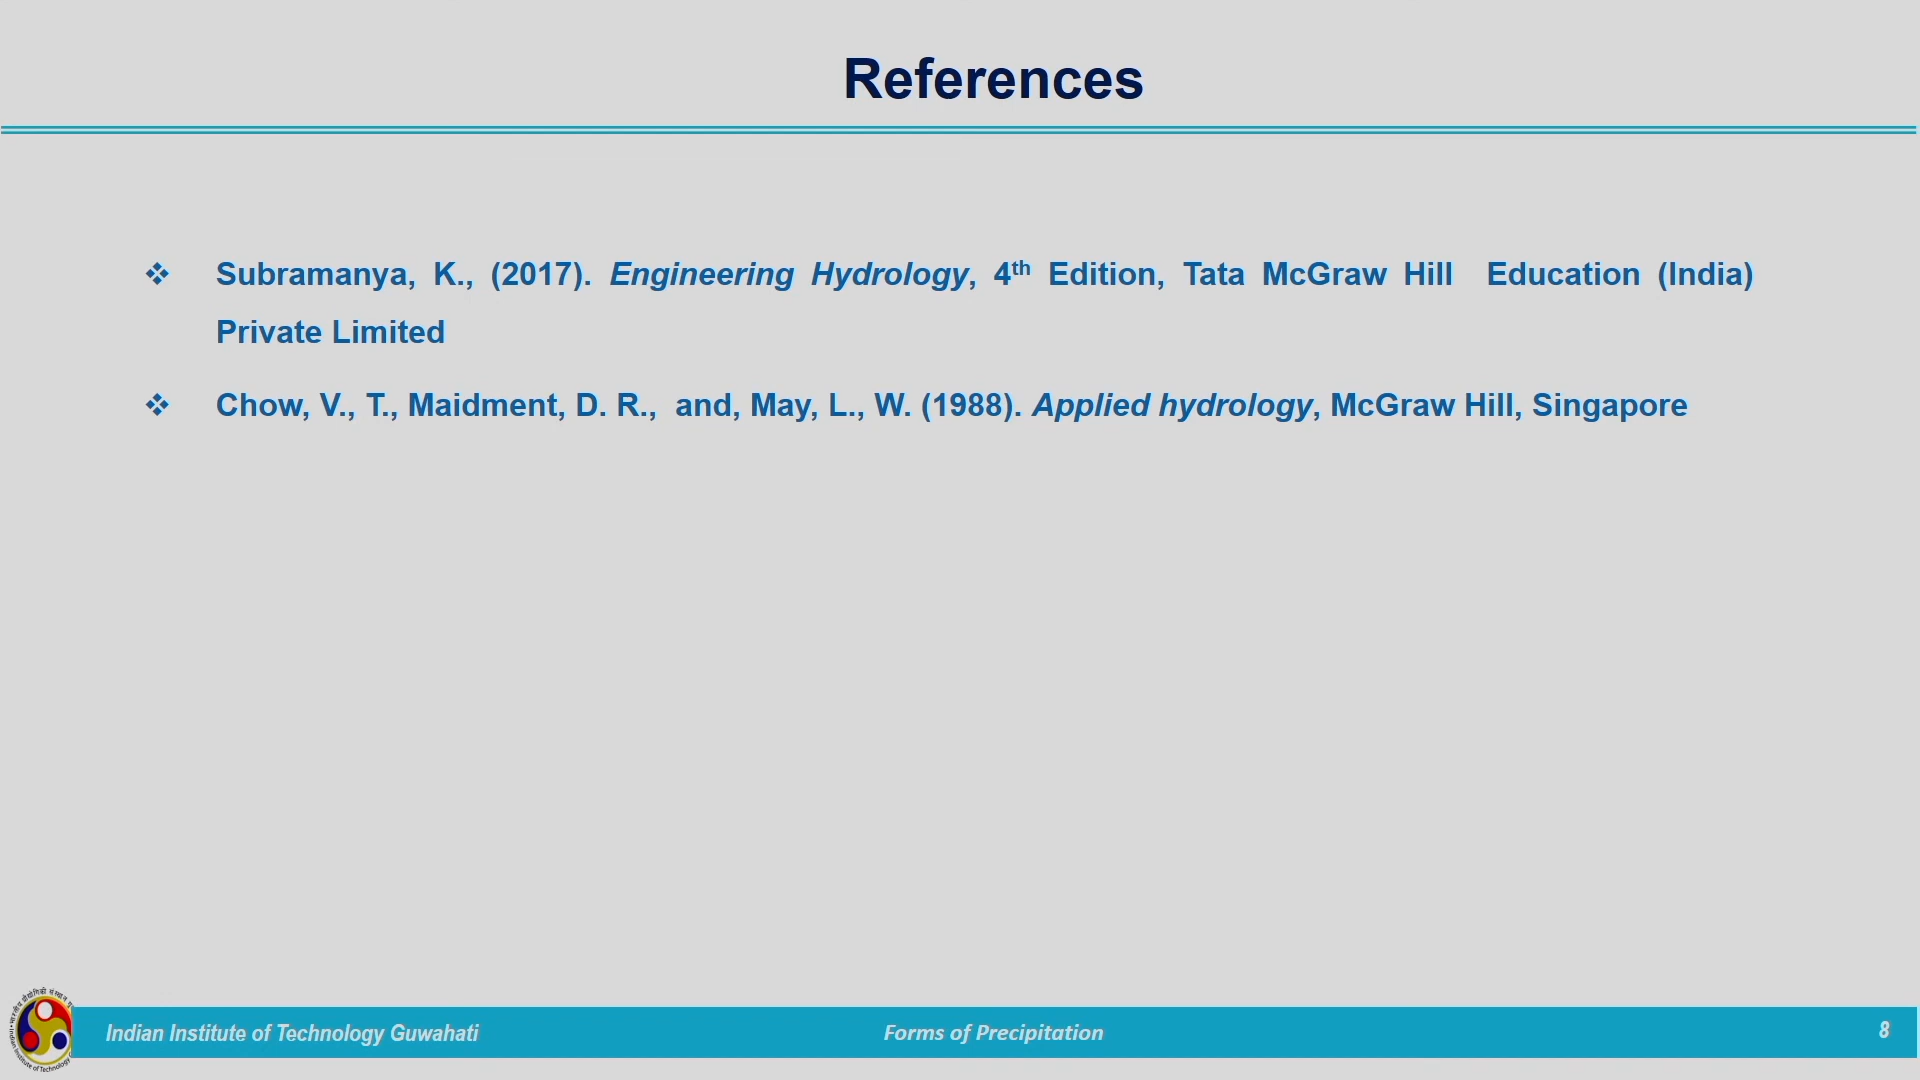 References
❖ Subramanya, K., (2017). Engineering Hydrology, 4th Edition, Tata McGraw Hill Education (India)
Private Limited
❖ Chow, V., T., Maidment, D. R., and, May, L., W. (1988). Applied hydrology, McGraw Hill, Singapore
Indian Institute of Technology Guwahati
Forms of Precipitation
8